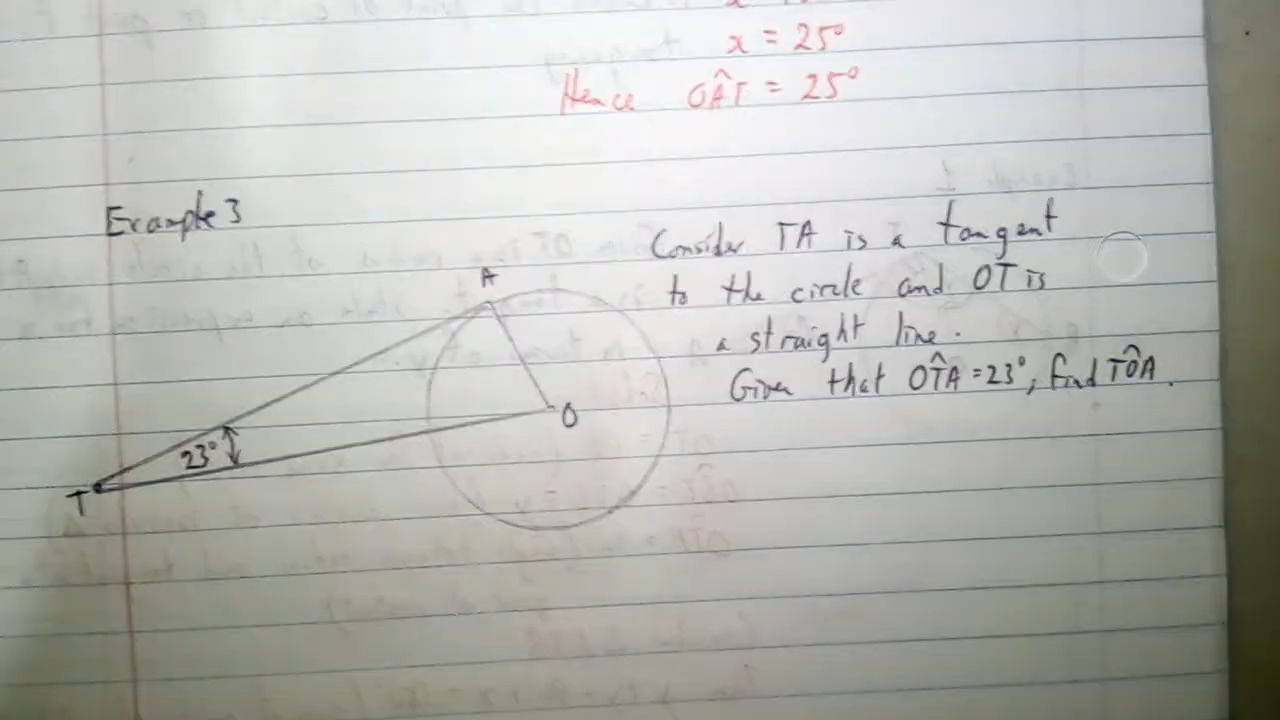 x = 25°
Hence OÂT = 25°
Example 3
Consider TA is a tangent
to the circle and OT is
a straight line.
Given that OT̂A = 23°, find TÔA.
A
O
23°
T